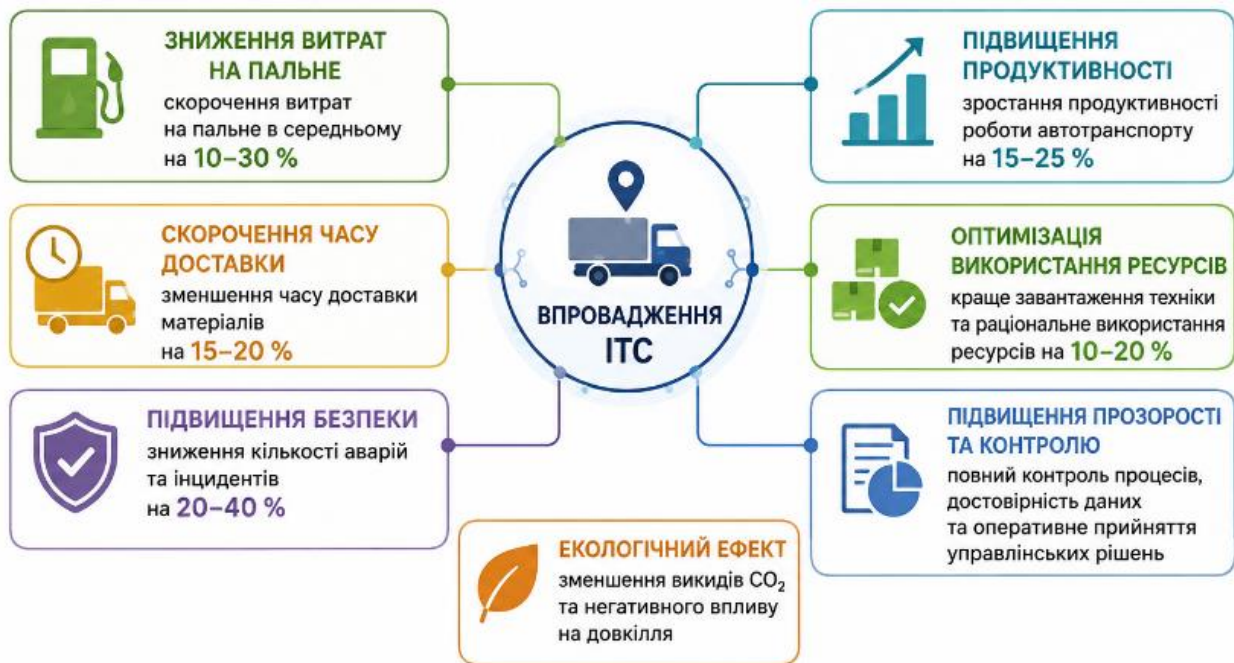 ЗНИЖЕННЯ ВИТРАТ
НА ПАЛЬНЕ
скорочення витрат
на пальне в середньому
на 10–30 %
СКОРОЧЕННЯ ЧАСУ
ДОСТАВКИ
зменшення часу доставки
матеріалів
на 15–20 %
ПІДВИЩЕННЯ БЕЗПЕКИ
зниження кількості аварій
та інцидентів
на 20–40 %
ВПРОВАДЖЕННЯ
ІТС
ПІДВИЩЕННЯ
ПРОДУКТИВНОСТІ
зростання продуктивності
роботи автотранспорту
на 15–25 %
ОПТИМІЗАЦІЯ
ВИКОРИСТАННЯ РЕСУРСІВ
краще завантаження техніки
та раціональне використання
ресурсів на 10–20 %
ПІДВИЩЕННЯ ПРОЗОРОСТІ
ТА КОНТРОЛЮ
повний контроль процесів,
достовірність даних
та оперативне прийняття
управлінських рішень
ЕКОЛОГІЧНИЙ ЕФЕКТ
зменшення викидів CO₂
та негативного впливу
на довкілля